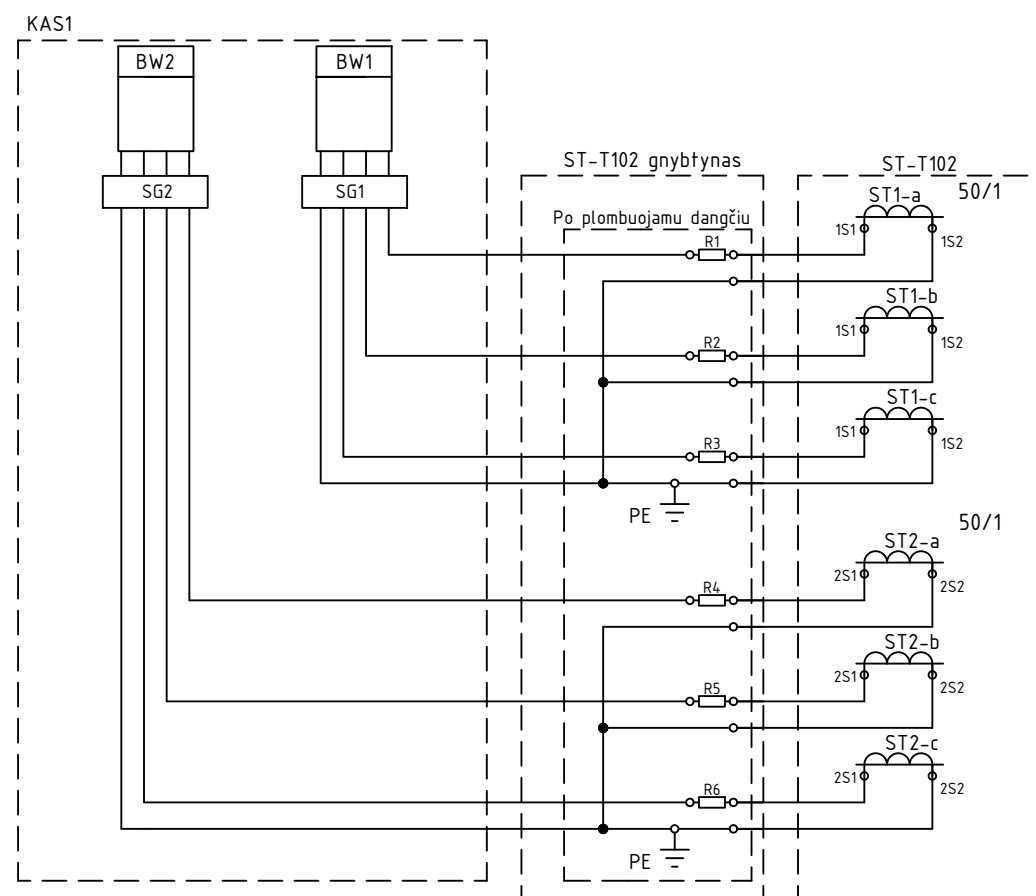 KAS1
BW2
BW1
SG2
SG1
ST-T102 gnybtynas
Po plombuojamu dangčiu
ST-T102
50/1
ST1-a
1S1
1S2
R1
ST1-b
1S1
1S2
R2
ST1-c
1S1
1S2
R3
PE
50/1
ST2-a
2S1
2S2
R4
ST2-b
2S1
2S2
R5
ST2-c
2S1
2S2
R6
PE